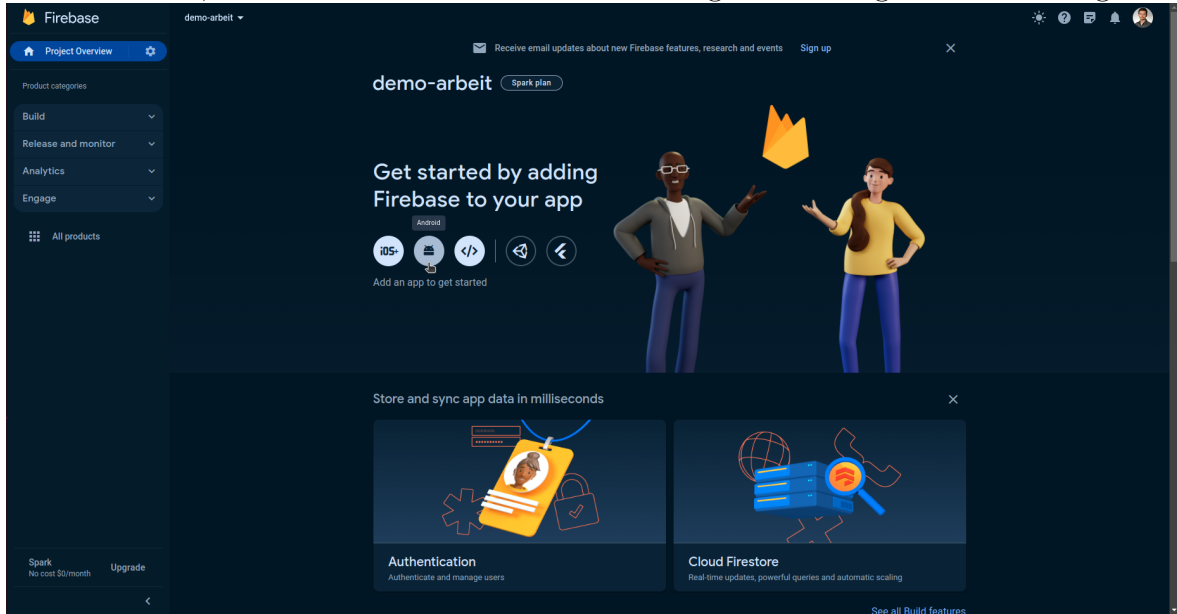 Firebase
demo-arbeit
Project Overview
Receive email updates about new Firebase features, research and events Sign up
demo-arbeit Spark plan
Product categories
Build
Release and monitor
Analytics
Engage
All products
Get started by adding
Firebase to your app
Android
iOS+
</>
Add an app to get started
Store and sync app data in milliseconds
Authentication
Authenticate and manage users
Cloud Firestore
Real-time updates, powerful queries and automatic scaling
See all Build features
Spark
No cost $0/month
Upgrade